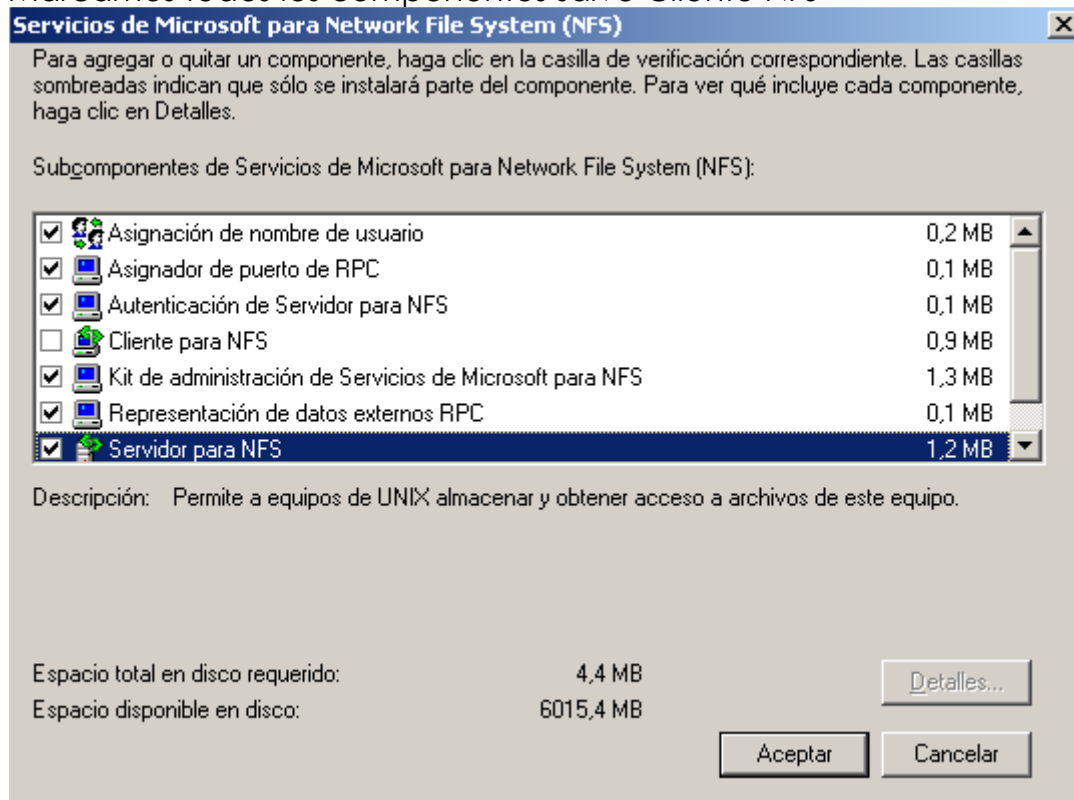 Marcamos todos los componentes salvo Cliente NFS
Servicios de Microsoft para Network File System (NFS)
Para agregar o quitar un componente, haga clic en la casilla de verificación correspondiente. Las casillas
sombreadas indican que sólo se instalará parte del componente. Para ver qué incluye cada componente,
haga clic en Detalles.
Subcomponentes de Servicios de Microsoft para Network File System (NFS):
Asignación de nombre de usuario 0,2 MB
Asignador de puerto de RPC 0,1 MB
Autenticación de Servidor para NFS 0,1 MB
Cliente para NFS 0,9 MB
Kit de administración de Servicios de Microsoft para NFS 1,3 MB
Representación de datos externos RPC 0,1 MB
Servidor para NFS 1,2 MB
Descripción: Permite a equipos de UNIX almacenar y obtener acceso a archivos de este equipo.
Espacio total en disco requerido: 4,4 MB
Detalles...
Espacio disponible en disco: 6015,4 MB
Aceptar Cancelar